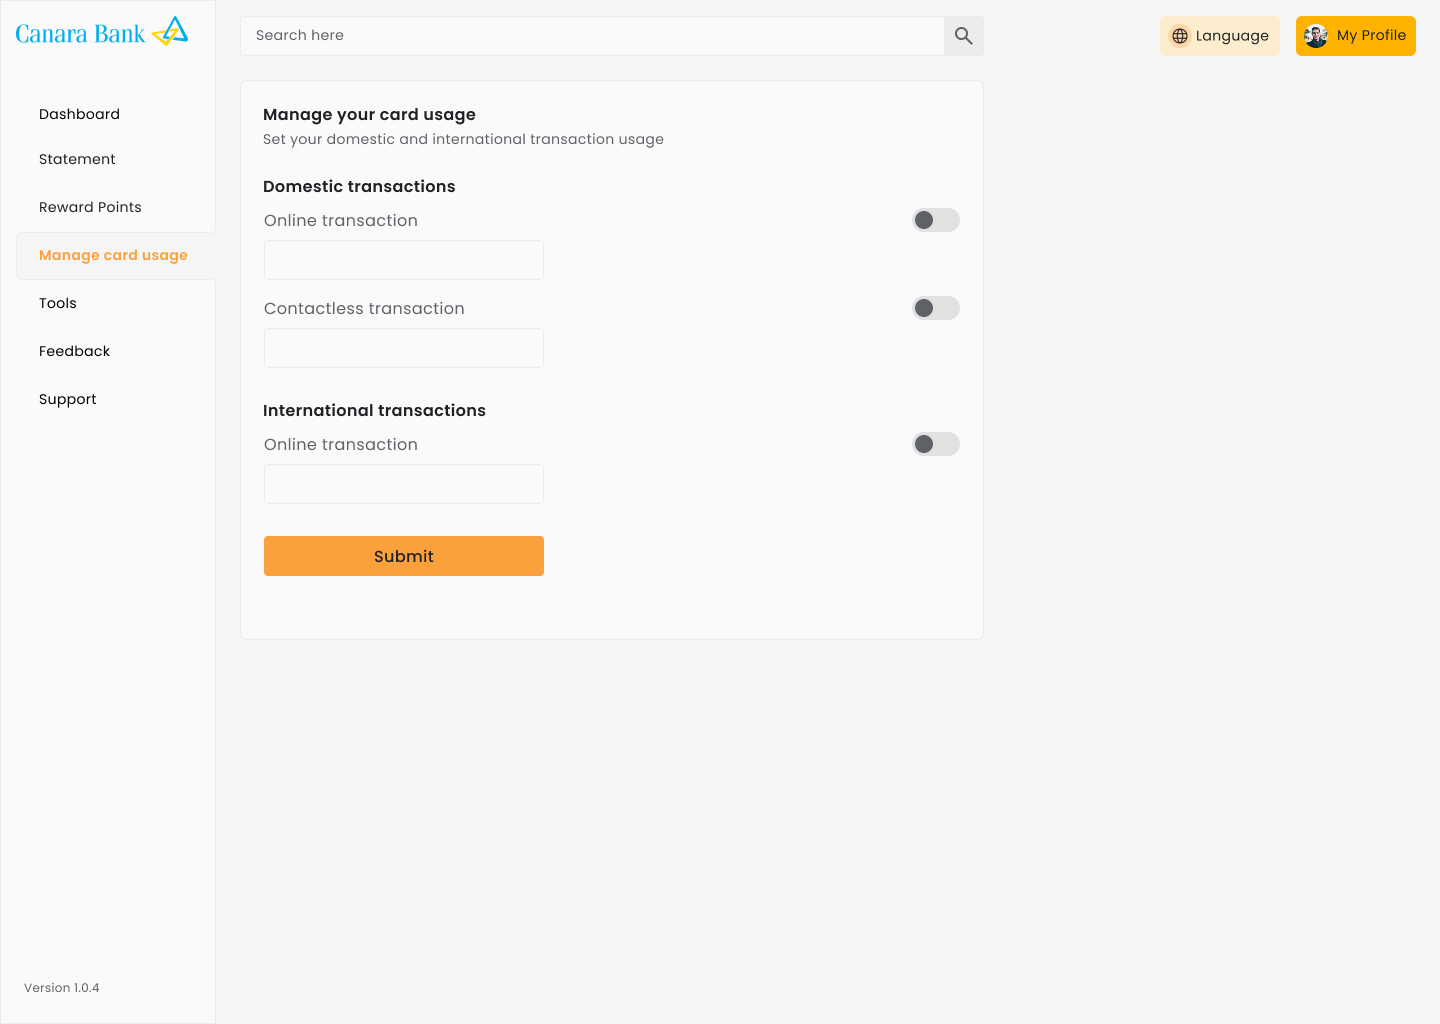 Canara Bank
Search here
Language
My Profile
Dashboard
Statement
Reward Points
Manage card usage
Tools
Feedback
Support
Version 1.0.4
Manage your card usage
Set your domestic and international transaction usage
Domestic transactions
Online transaction
Contactless transaction
International transactions
Online transaction
Submit